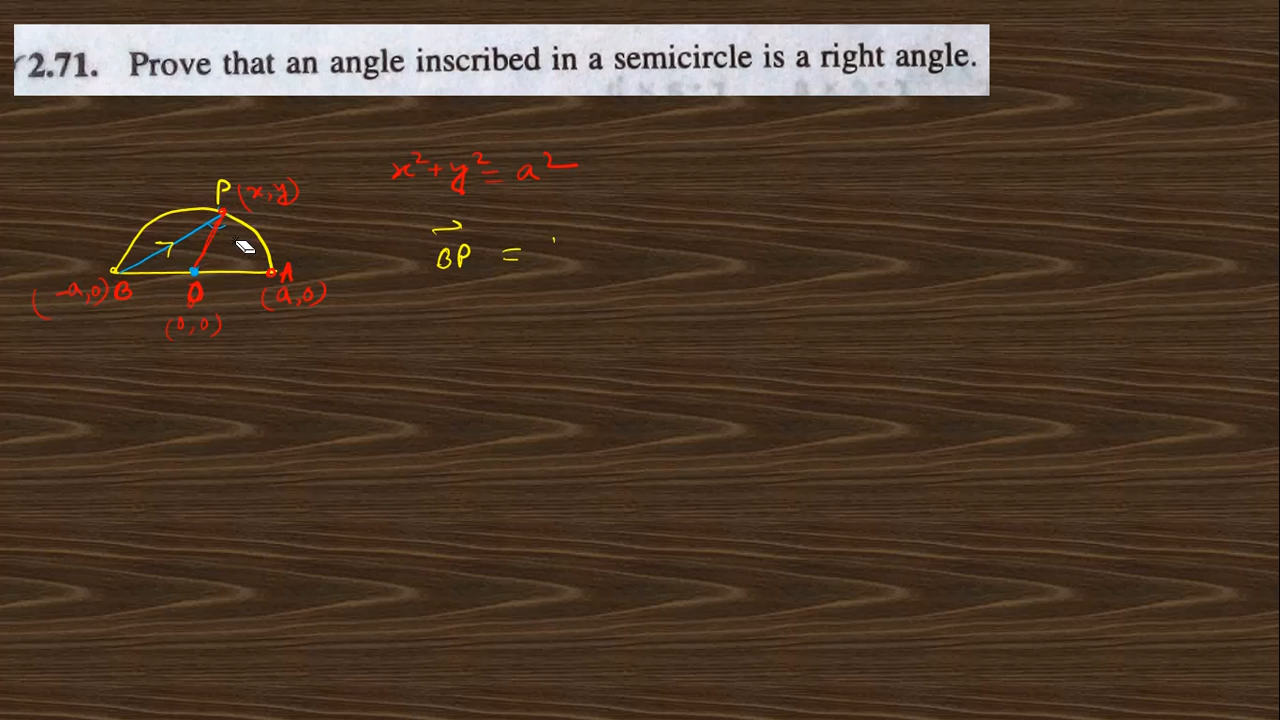 2.71. Prove that an angle inscribed in a semicircle is a right angle.
x² + y² = a²
P (x,y)
BP⃗ =
(-a,0) B O A
(0,0) (a,0)